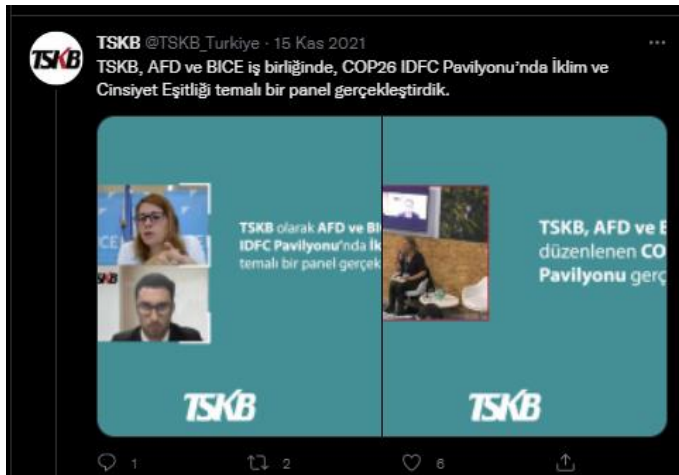 TSKB
TSKB @TSKB_Turkiye · 15 Kas 2021
TSKB, AFD ve BICE iş birliğinde, COP26 IDFC Pavilyonu'nda İklim ve
Cinsiyet Eşitliği temalı bir panel gerçekleştirdik.
TSKB olarak AFD ve BI
IDFC Pavilyonu'nda İk
temalı bir panel gerçek
TSKB
TSKB, AFD ve B
düzenlenen CO
Pavilyonu gerç
TSKB
1
2
6